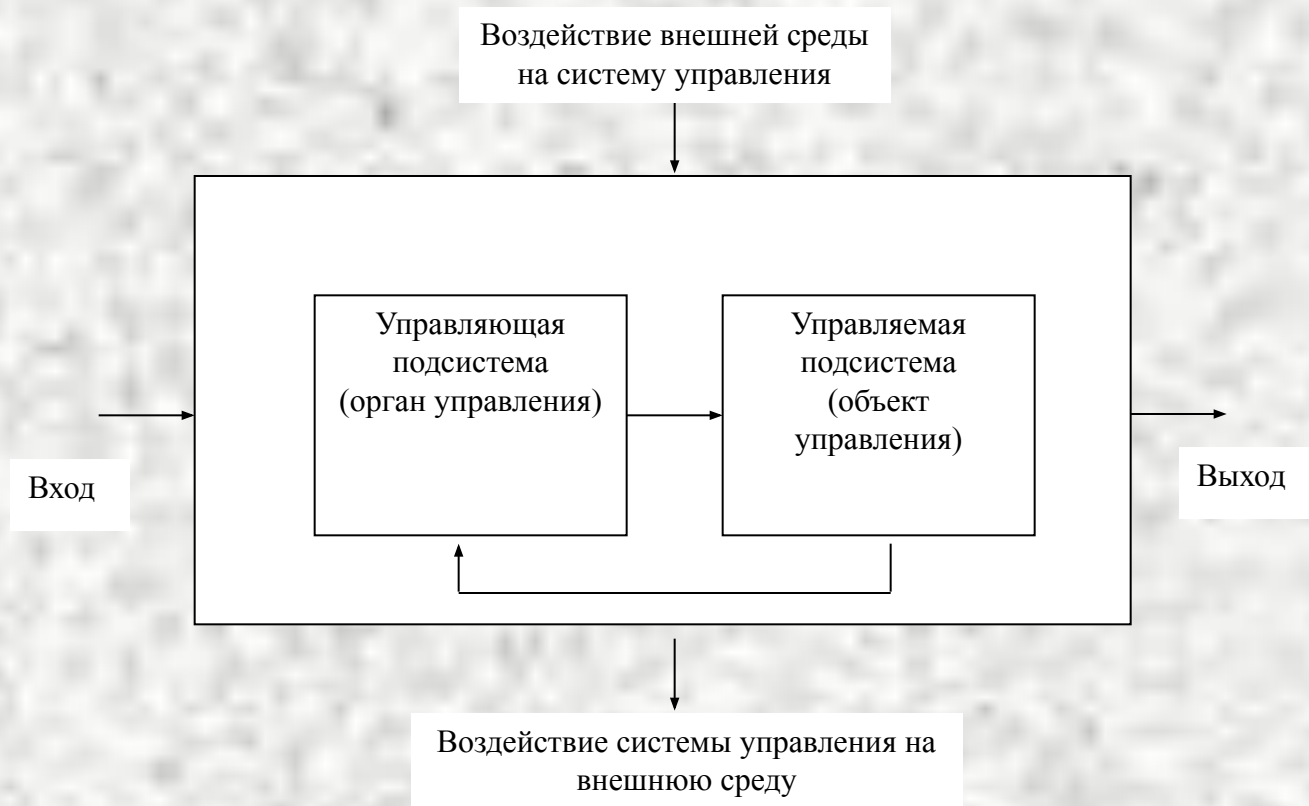 Воздействие внешней среды
на систему управления
Управляющая
подсистема
(орган управления)
Управляемая
подсистема
(объект
управления)
Вход
Выход
Воздействие системы управления на
внешнюю среду